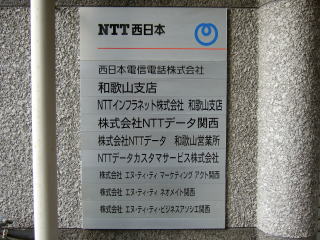 NTT西日本
西日本電信電話株式会社
和歌山支店
NTTインフラネット株式会社 和歌山支店
株式会社NTTデータ関西
株式会社NTTデータ 和歌山営業所
NTTデータカスタマサービス株式会社
株式会社 エヌ・ティ・ティ マーケティング アクト関西
株式会社 エヌ・ティ・ティ ネオメイト関西
株式会社 エヌ・ティ・ティ・ビジネスアソシエ関西